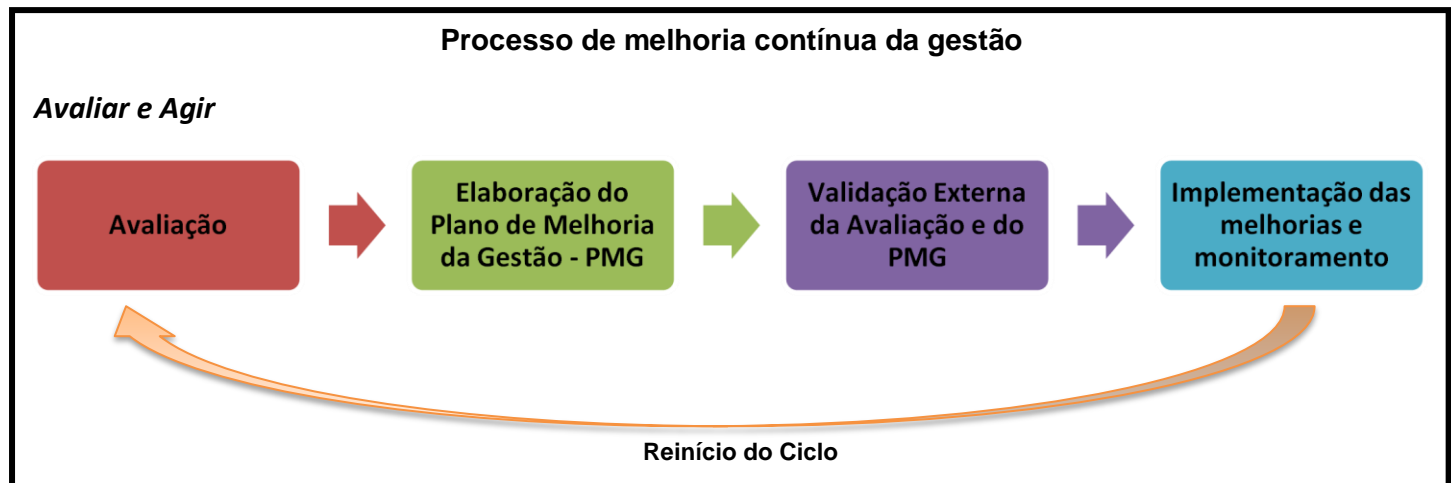 Processo de melhoria contínua da gestão
Avaliar e Agir
Avaliação
Elaboração do
Plano de Melhoria
da Gestão - PMG
Validação Externa
da Avaliação e do
PMG
Implementação das
melhorias e
monitoramento
Reinício do Ciclo